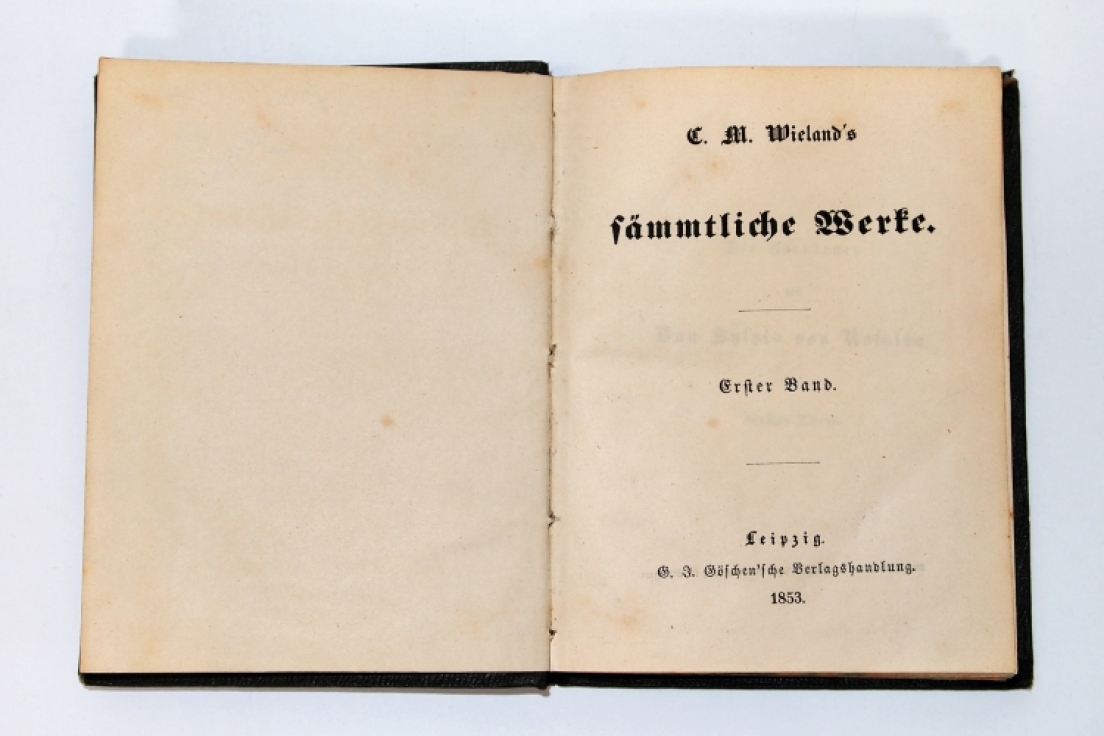 C. M. Wieland's
sämmtliche Werke.
Erster Band.
Leipzig.
G. J. Göschen'sche Verlagshandlung.
1853.